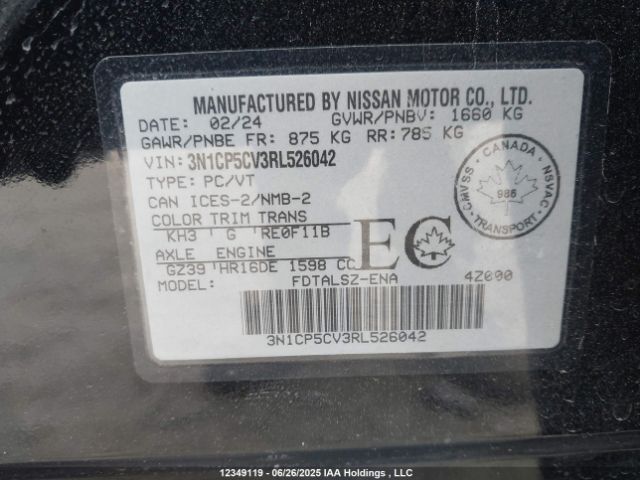 MANUFACTURED BY NISSAN MOTOR CO., LTD.
DATE: 02/24 GVWR/PNBV: 1660 KG
GAWR/PNBE FR: 875 KG RR: 785 KG
VIN: 3N1CP5CV3RL526042
TYPE: PC/VT
CAN ICES-2/NMB-2
COLOR TRIM TRANS
KH3 G RE0F11B
AXLE ENGINE
GZ39 HR16DE 1598 CC
MODEL: FDTALSZ-ENA 4Z000
EC
CANADA
CMVSS NSVAC
986
TRANSPORT
3N1CP5CV3RL526042
12349119 - 06/26/2025 IAA Holdings , LLC